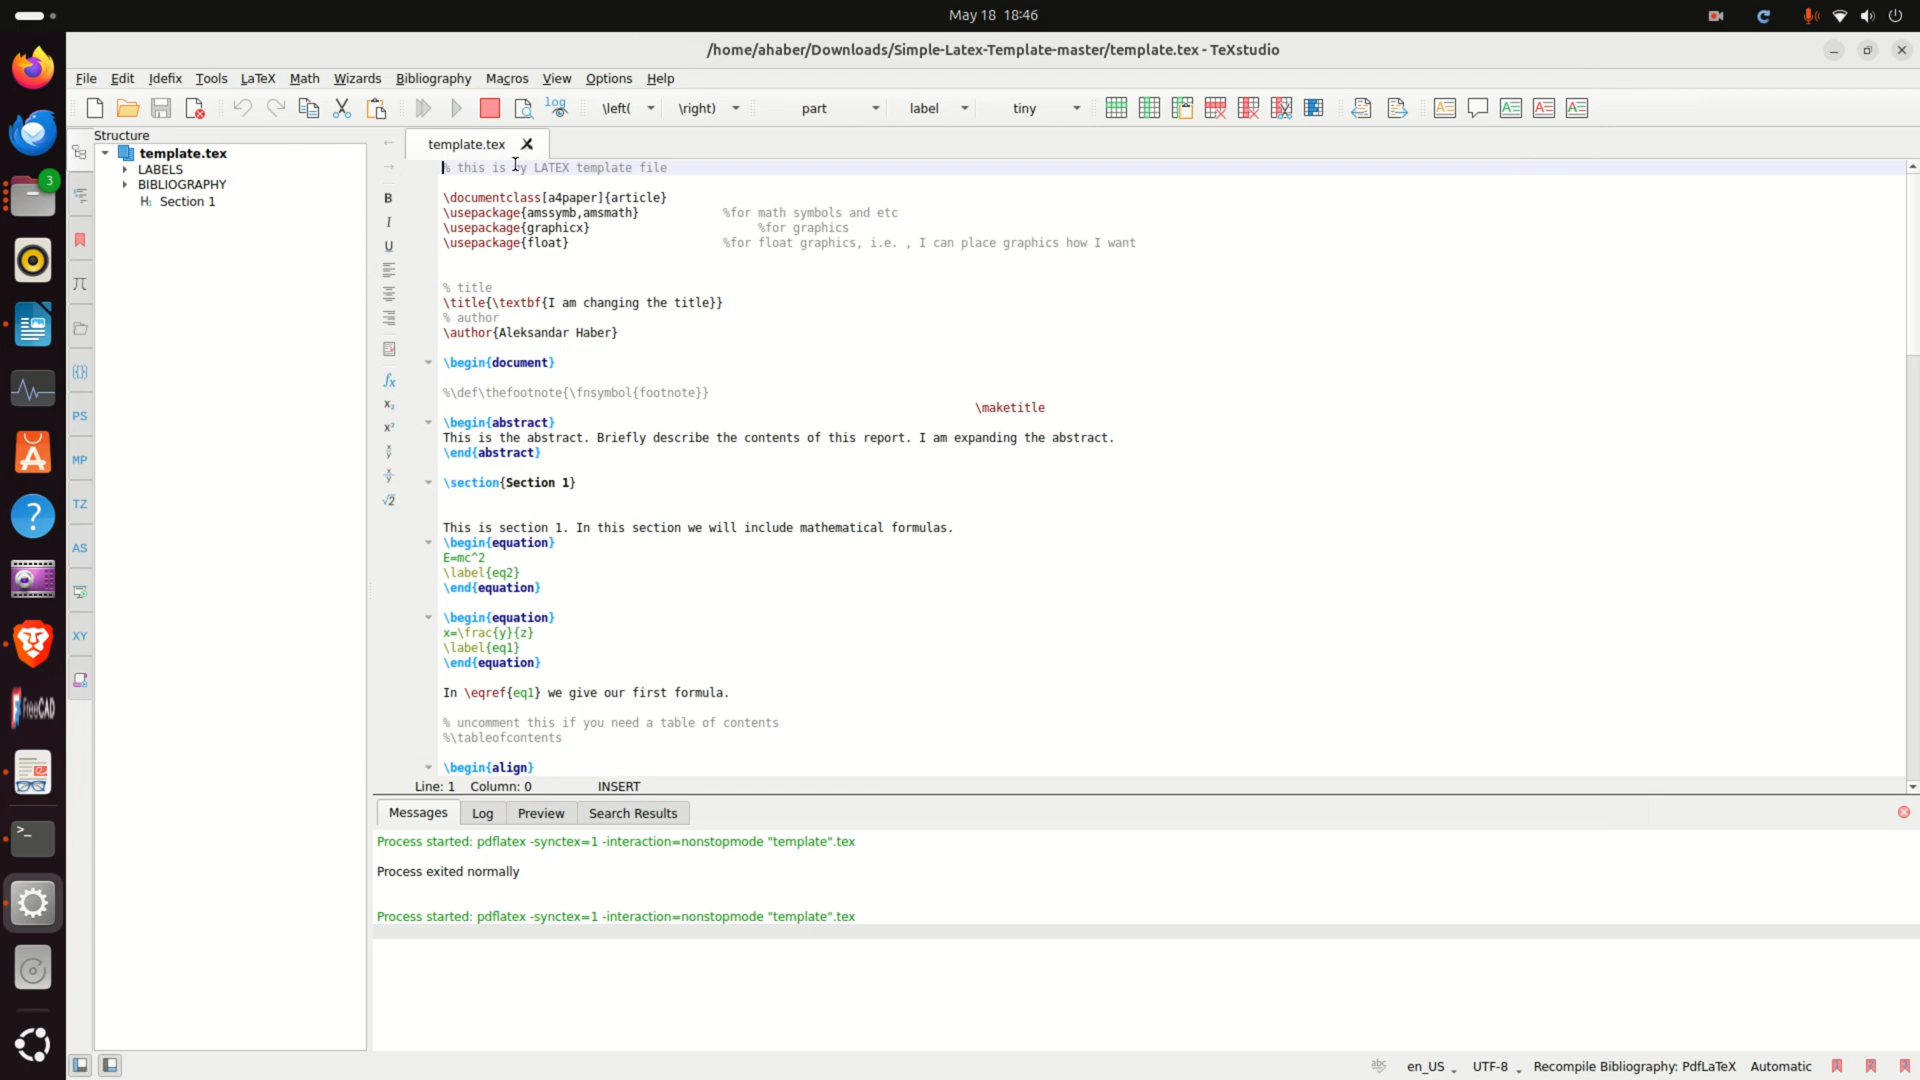 May 18 18:46
/home/ahaber/Downloads/Simple-Latex-Template-master/template.tex - TeXstudio
File Edit Idefix Tools LaTeX Math Wizards Bibliography Macros View Options Help
log \left( \right) part label tiny
Structure
template.tex
LABELS
BIBLIOGRAPHY
H₁ Section 1
PS
MP
TZ
AS
XY
3
FreeCAD
template.tex
B
I
U
% this is my LATEX template file
\documentclass[a4paper]{article}
\usepackage{amssymb,amsmath} %for math symbols and etc
\usepackage{graphicx} %for graphics
\usepackage{float} %for float graphics, i.e. , I can place graphics how I want
% title
\title{\textbf{I am changing the title}}
% author
\author{Aleksandar Haber}
\begin{document}
%\def\thefootnote{\fnsymbol{footnote}}
\maketitle
\begin{abstract}
This is the abstract. Briefly describe the contents of this report. I am expanding the abstract.
\end{abstract}
\section{Section 1}
This is section 1. In this section we will include mathematical formulas.
\begin{equation}
E=mc^2
\label{eq2}
\end{equation}
\begin{equation}
x=\frac{y}{z}
\label{eq1}
\end{equation}
In \eqref{eq1} we give our first formula.
% uncomment this if you need a table of contents
%\tableofcontents
\begin{align}
Line: 1 Column: 0 INSERT
Messages Log Preview Search Results
Process started: pdflatex -synctex=1 -interaction=nonstopmode "template".tex
Process exited normally
Process started: pdflatex -synctex=1 -interaction=nonstopmode "template".tex
en_US UTF-8 Recompile Bibliography: PdfLaTeX Automatic